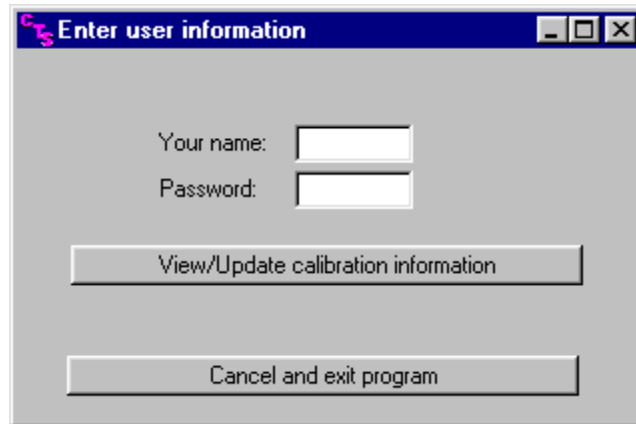 CTS Enter user information
Your name:
Password:
View/Update calibration information
Cancel and exit program